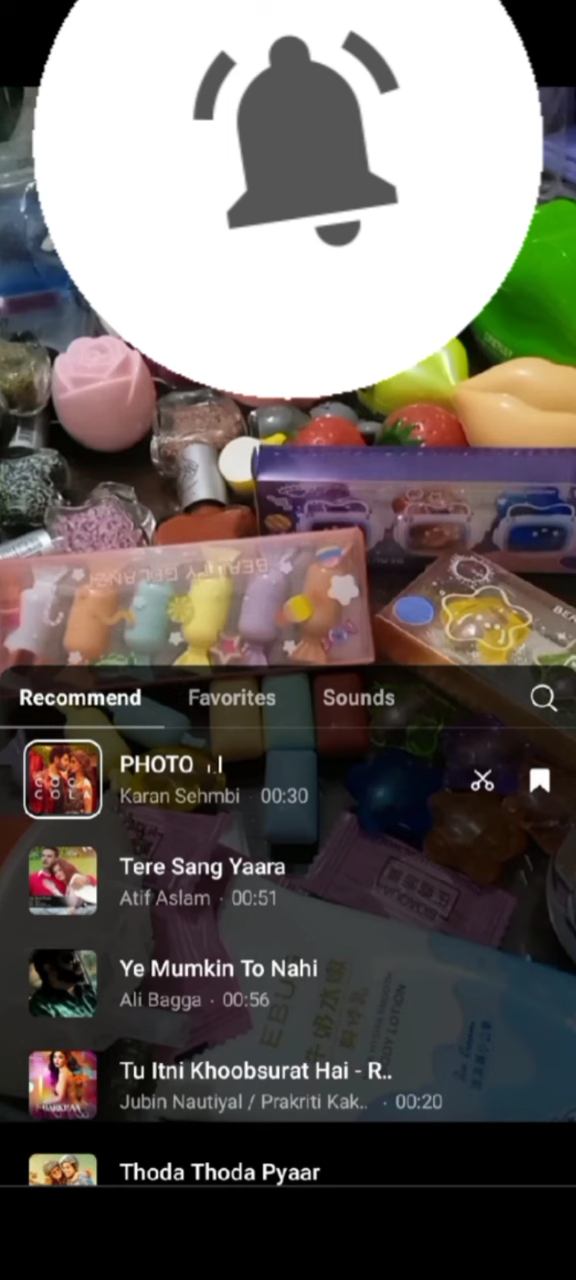 Recommend
Favorites
Sounds
PHOTO
Karan Sehmbi · 00:30
Tere Sang Yaara
Atif Aslam · 00:51
Ye Mumkin To Nahi
Ali Bagga · 00:56
Tu Itni Khoobsurat Hai - R..
Jubin Nautiyal / Prakriti Kak.. · 00:20
Thoda Thoda Pyaar